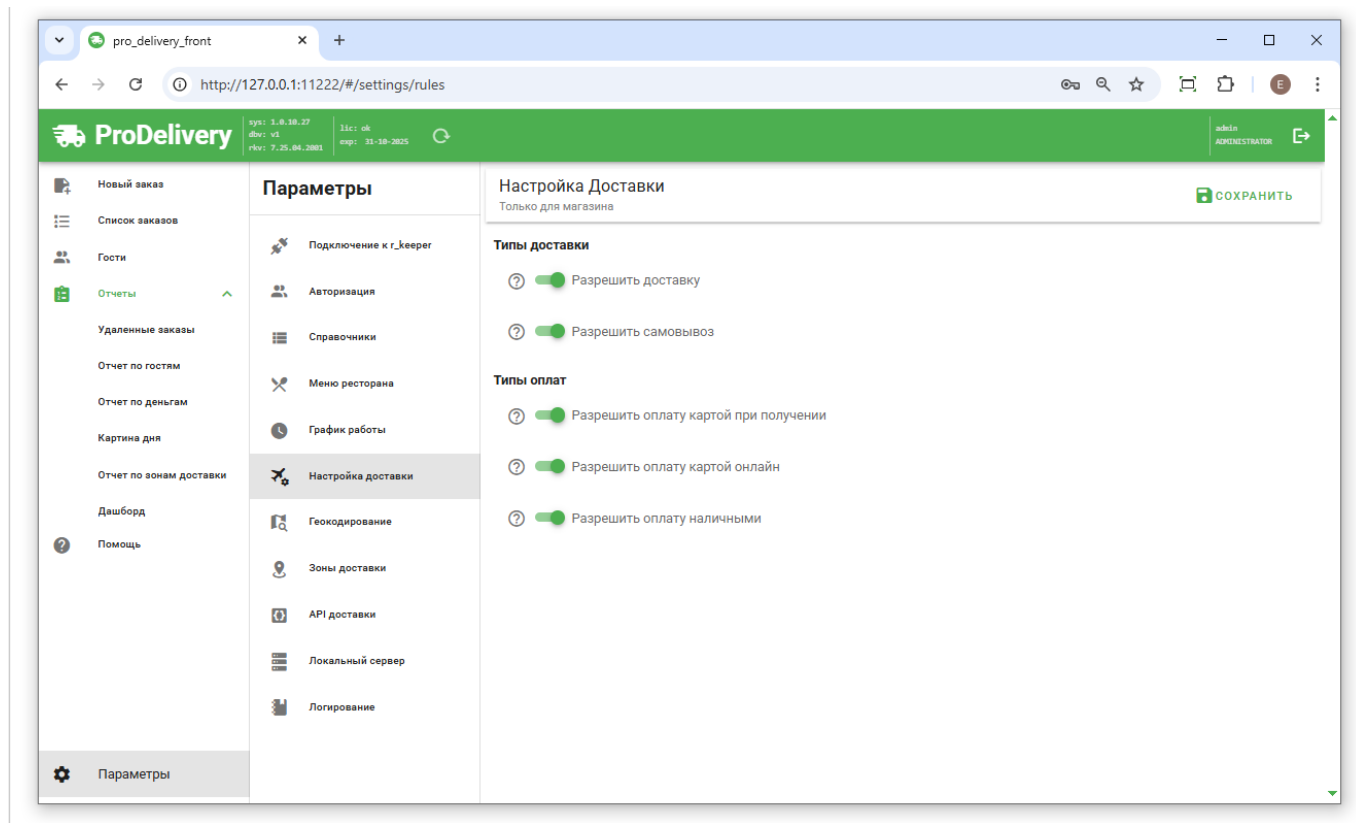 pro_delivery_front
http://127.0.0.1:11222/#/settings/rules
E
ProDelivery
sys: 1.0.10.27
dbv: v1
rkv: 7.25.04.2001
lic: ok
exp: 31-10-2025
admin
ADMINISTRATOR
Новый заказ
Список заказов
Гости
Отчеты
Удаленные заказы
Отчет по гостям
Отчет по деньгам
Картина дня
Отчет по зонам доставки
Дашборд
Помощь
Параметры
Параметры
Подключение к r_keeper
Авторизация
Справочники
Меню ресторана
График работы
Настройка доставки
Геокодирование
Зоны доставки
API доставки
Локальный сервер
Логирование
Настройка Доставки
Только для магазина
СОХРАНИТЬ
Типы доставки
Разрешить доставку
Разрешить самовывоз
Типы оплат
Разрешить оплату картой при получении
Разрешить оплату картой онлайн
Разрешить оплату наличными